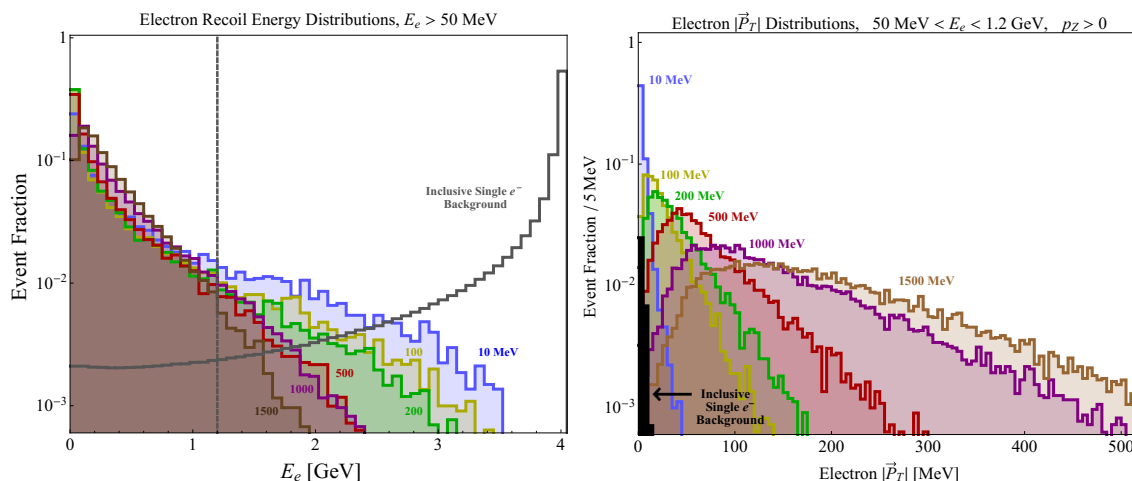 Electron Recoil Energy Distributions, E_e > 50 MeV
1
10^-1
10^-2
10^-3
Event Fraction
Inclusive Single e^-
Background
10 MeV
100
500
1000
200
1500
0
1
2
3
4
E_e [GeV]
Electron |\vec{P}_T| Distributions, 50 MeV < E_e < 1.2 GeV, p_Z > 0
1
10^-1
10^-2
10^-3
Event Fraction / 5 MeV
10 MeV
100 MeV
200 MeV
500 MeV
1000 MeV
1500 MeV
Inclusive
Single e^-
Background
0
100
200
300
400
500
Electron |\vec{P}_T| [MeV]